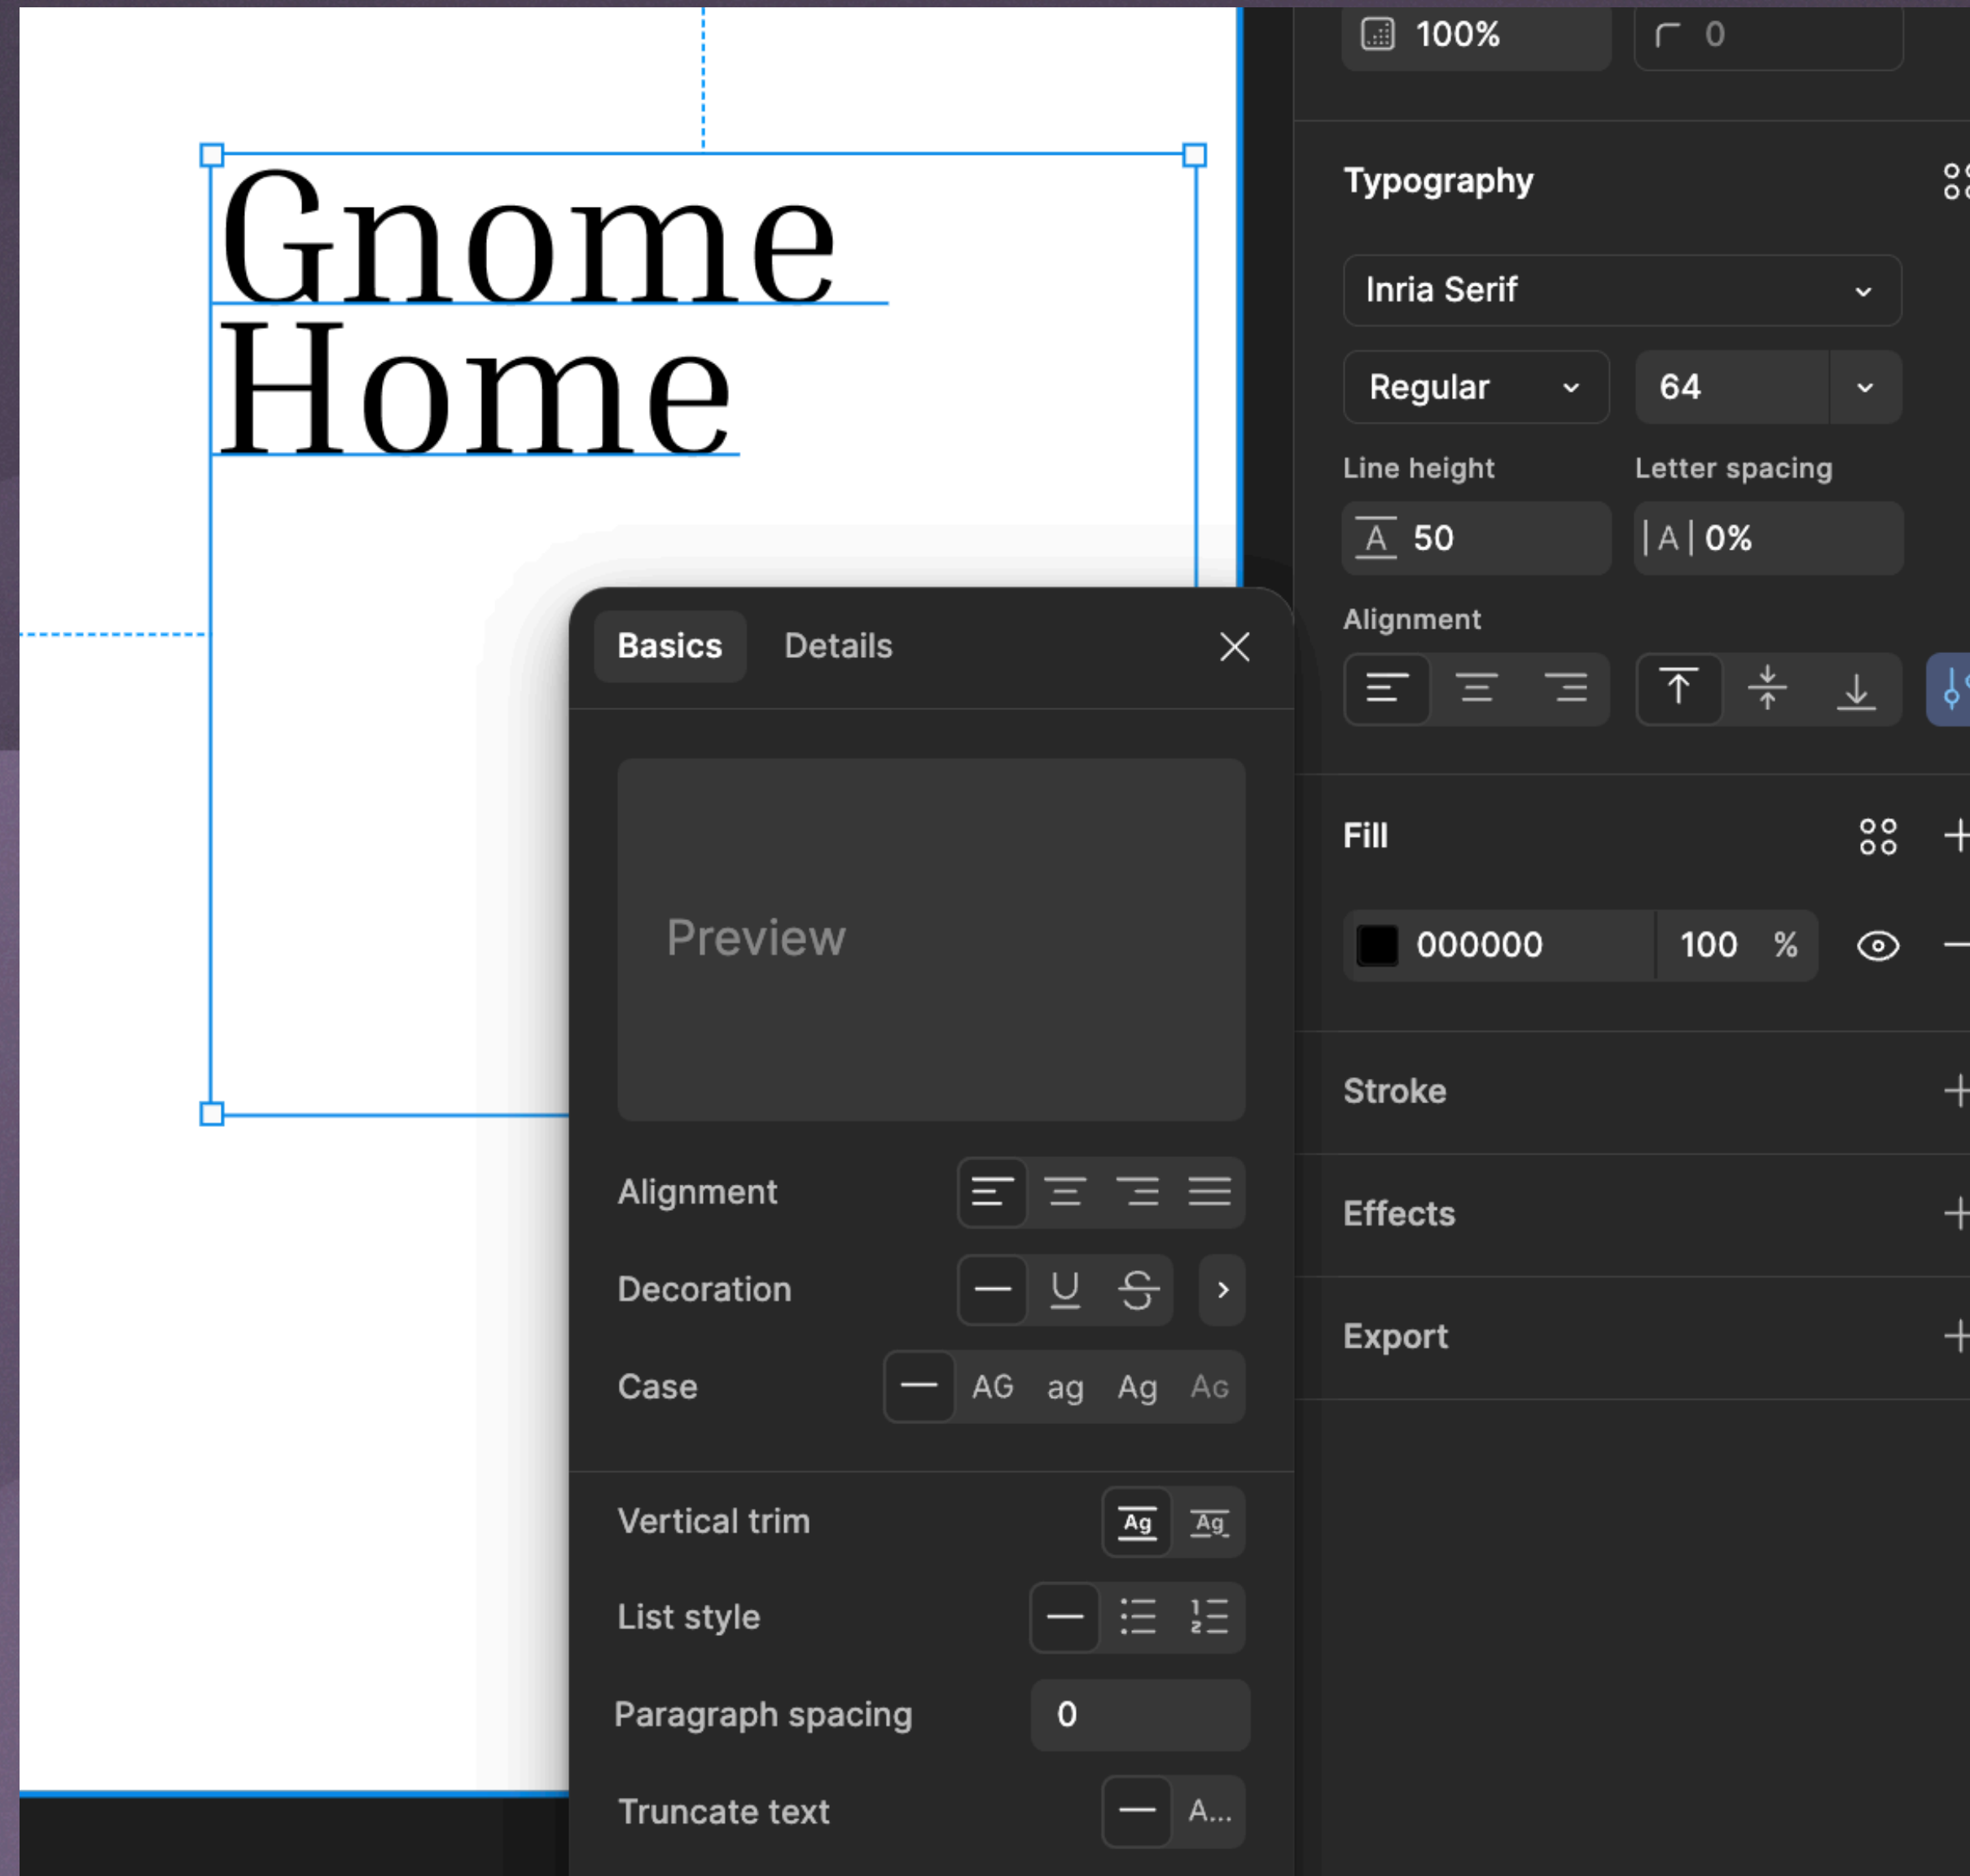 Gnome
Home
100%
0
Typography
Inria Serif
Regular
64
Line height
Letter spacing
A 50
|A| 0%
Alignment
Fill
000000
100 %
Stroke
Effects
Export
Basics
Details
Preview
Alignment
Decoration
U S
Case
AG ag Ag AG
Vertical trim
Ag Ag
List style
1
2
Paragraph spacing
0
Truncate text
A...